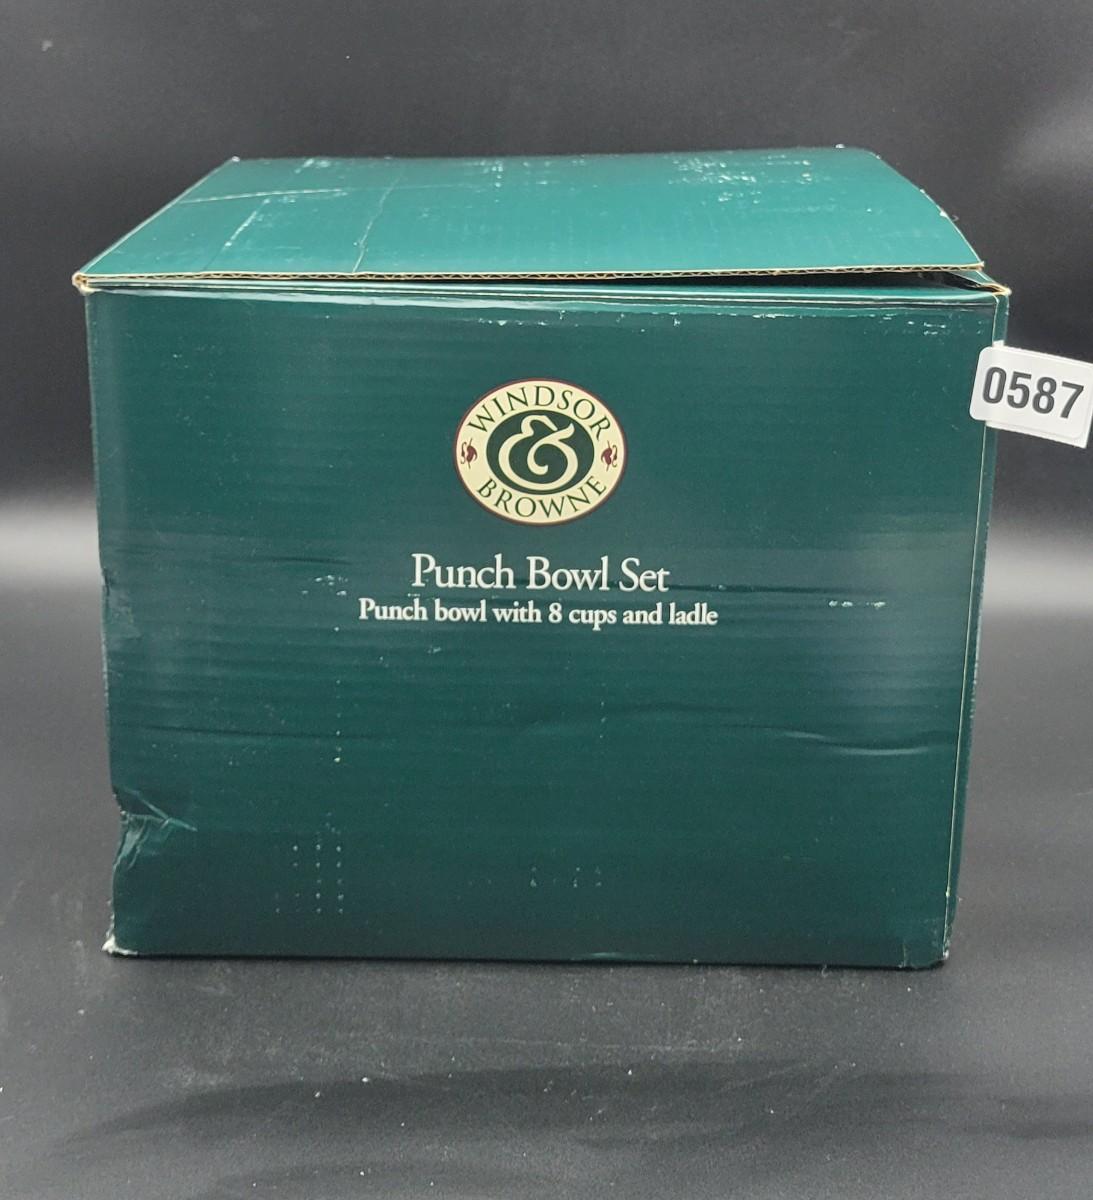 WINDSOR
&
BROWNE
0587
Punch Bowl Set
Punch bowl with 8 cups and ladle